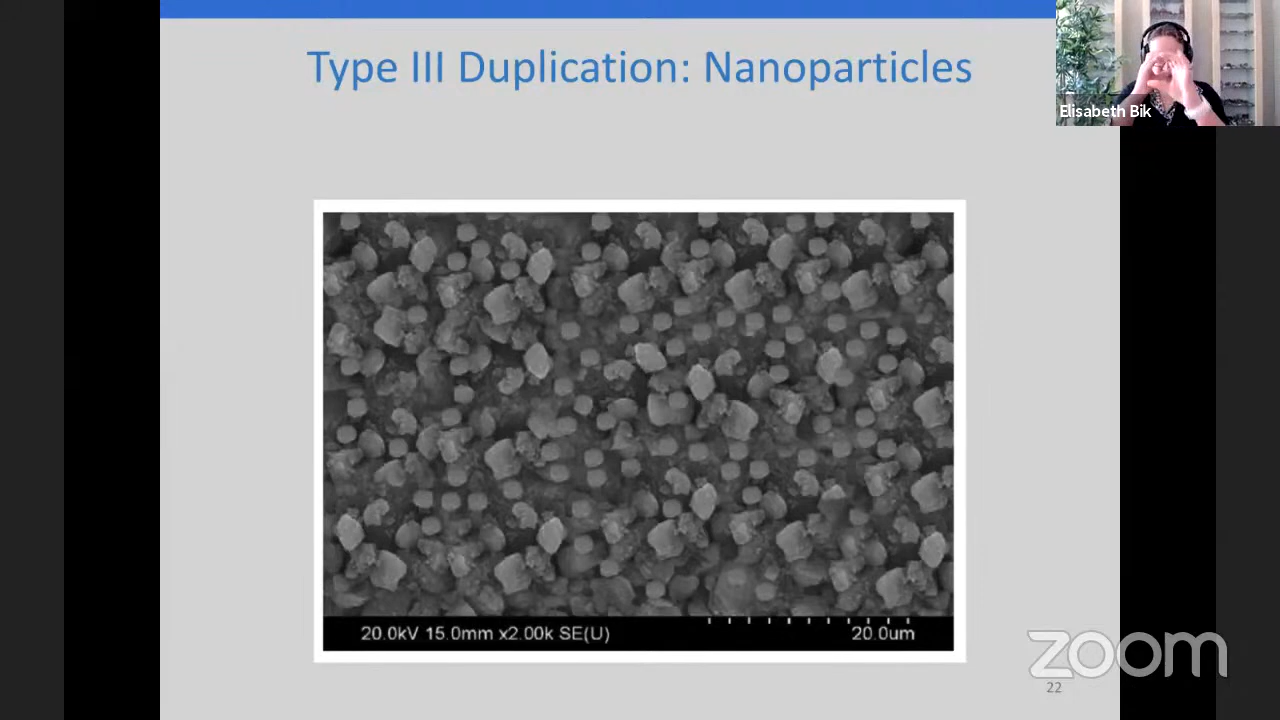 Type III Duplication: Nanoparticles
Elisabeth Bik
20.0kV 15.0mm x2.00k SE(U)
20.0um
zoom
22